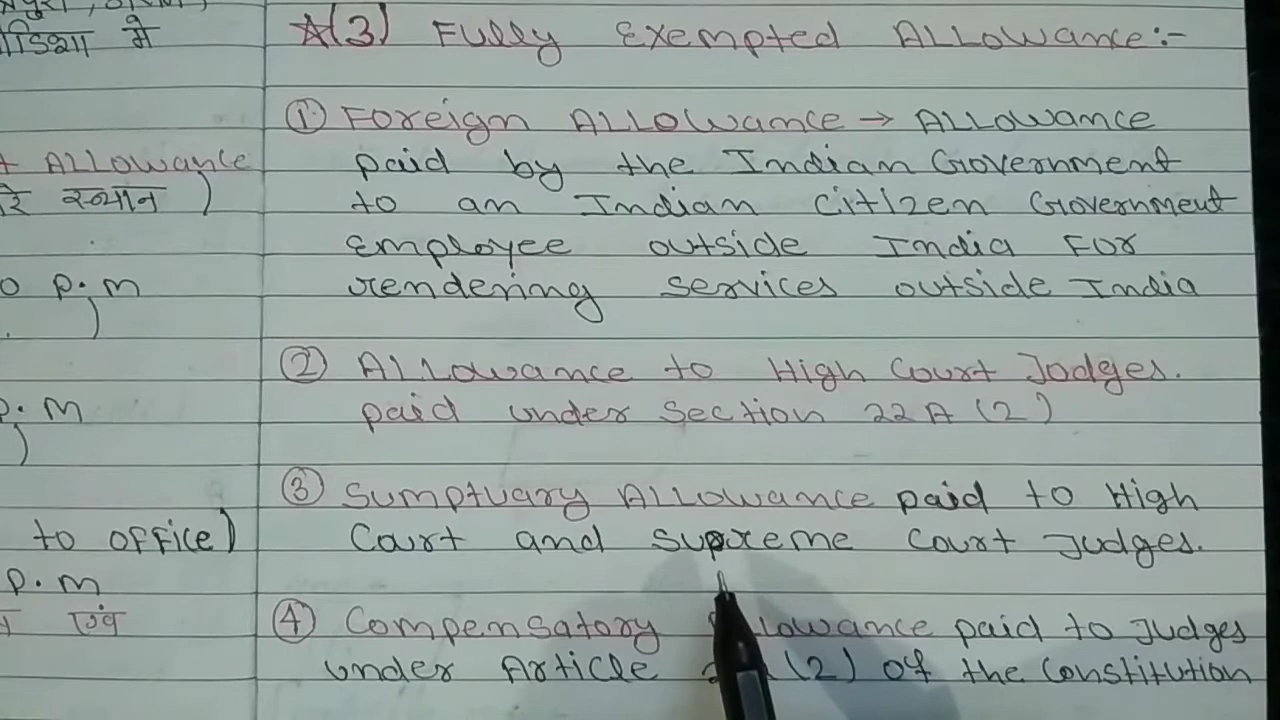 में
☆(3) Fully Exempted Allowance:-
① Foreign Allowance → Allowance
Allowance
paid by the Indian Government
स्थान )
to an Indian Citizen Government
Employee outside India For
p.m
rendering services outside India
)
② Allowance to High Court Judges.
p.m
paid under section 22A (2)
)
③ Sumptuary Allowance paid to High
to office)
Court and Supreme Court Judges.
p.m
एवं
④ Compensatory paid to Judges
under Article (2) of the Constitution